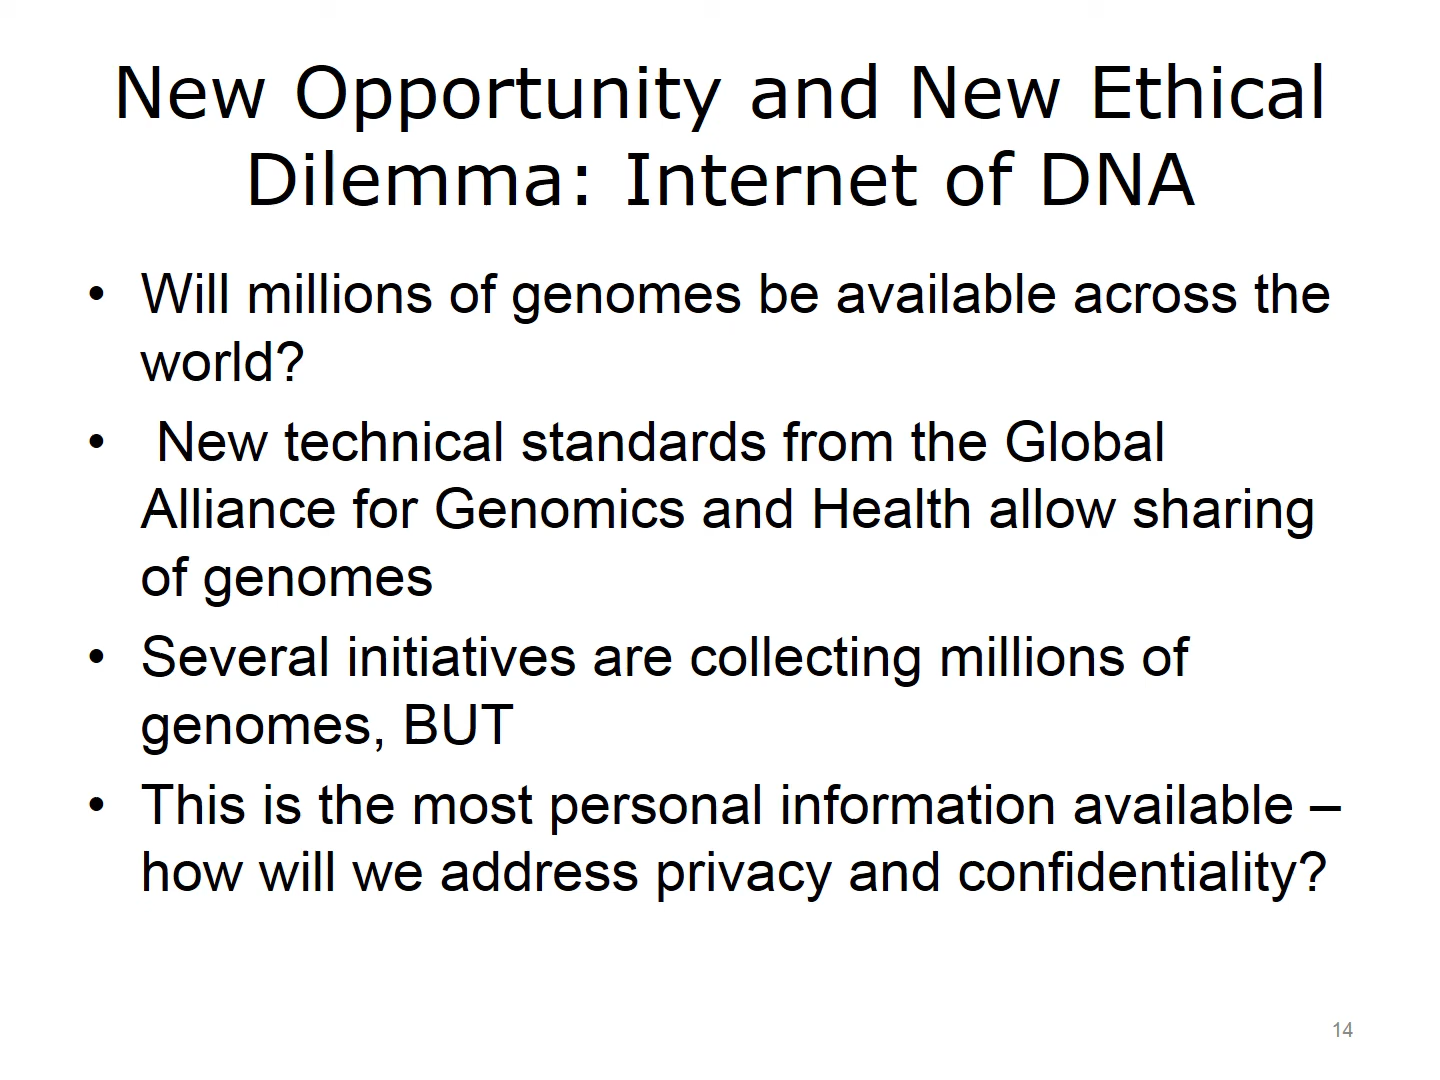 New Opportunity and New Ethical
Dilemma: Internet of DNA
• Will millions of genomes be available across the
world?
• New technical standards from the Global
Alliance for Genomics and Health allow sharing
of genomes
• Several initiatives are collecting millions of
genomes, BUT
• This is the most personal information available –
how will we address privacy and confidentiality?
14